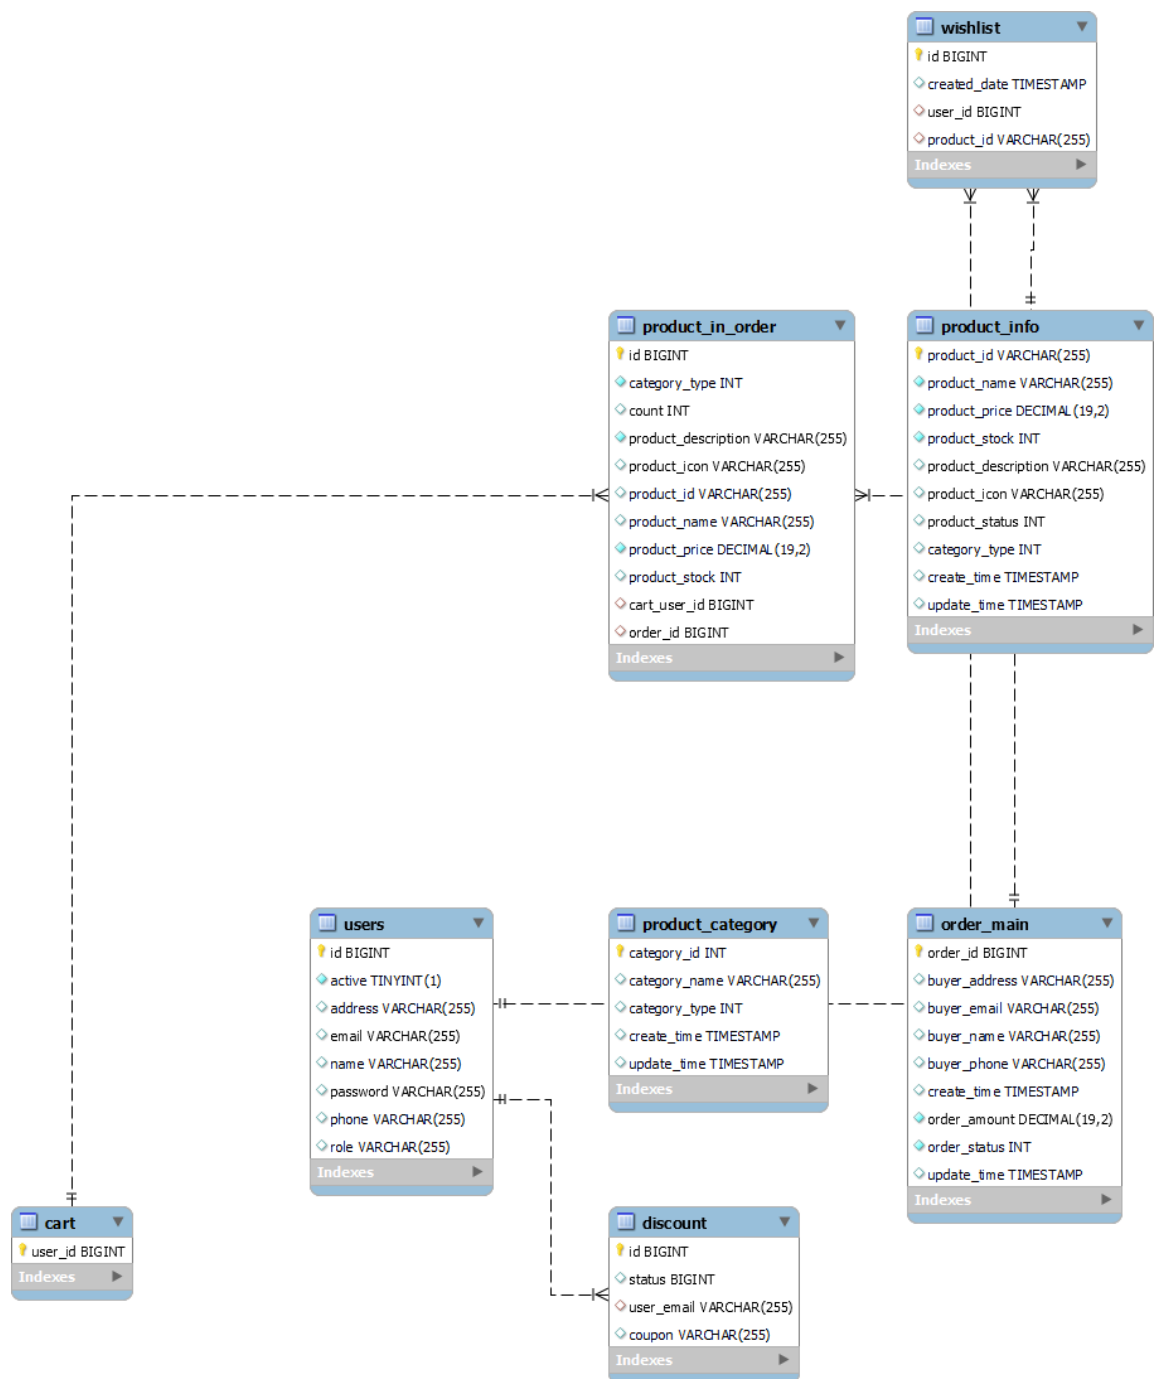 wishlist
id BIGINT
created_date TIMESTAMP
user_id BIGINT
product_id VARCHAR(255)
Indexes
product_in_order
id BIGINT
category_type INT
count INT
product_description VARCHAR(255)
product_icon VARCHAR(255)
product_id VARCHAR(255)
product_name VARCHAR(255)
product_price DECIMAL(19,2)
product_stock INT
cart_user_id BIGINT
order_id BIGINT
Indexes
product_info
product_id VARCHAR(255)
product_name VARCHAR(255)
product_price DECIMAL(19,2)
product_stock INT
product_description VARCHAR(255)
product_icon VARCHAR(255)
product_status INT
category_type INT
create_time TIMESTAMP
update_time TIMESTAMP
Indexes
users
id BIGINT
active TINYINT(1)
address VARCHAR(255)
email VARCHAR(255)
name VARCHAR(255)
password VARCHAR(255)
phone VARCHAR(255)
role VARCHAR(255)
Indexes
product_category
category_id INT
category_name VARCHAR(255)
category_type INT
create_time TIMESTAMP
update_time TIMESTAMP
Indexes
order_main
order_id BIGINT
buyer_address VARCHAR(255)
buyer_email VARCHAR(255)
buyer_name VARCHAR(255)
buyer_phone VARCHAR(255)
create_time TIMESTAMP
order_amount DECIMAL(19,2)
order_status INT
update_time TIMESTAMP
Indexes
cart
user_id BIGINT
Indexes
discount
id BIGINT
status BIGINT
user_email VARCHAR(255)
coupon VARCHAR(255)
Indexes